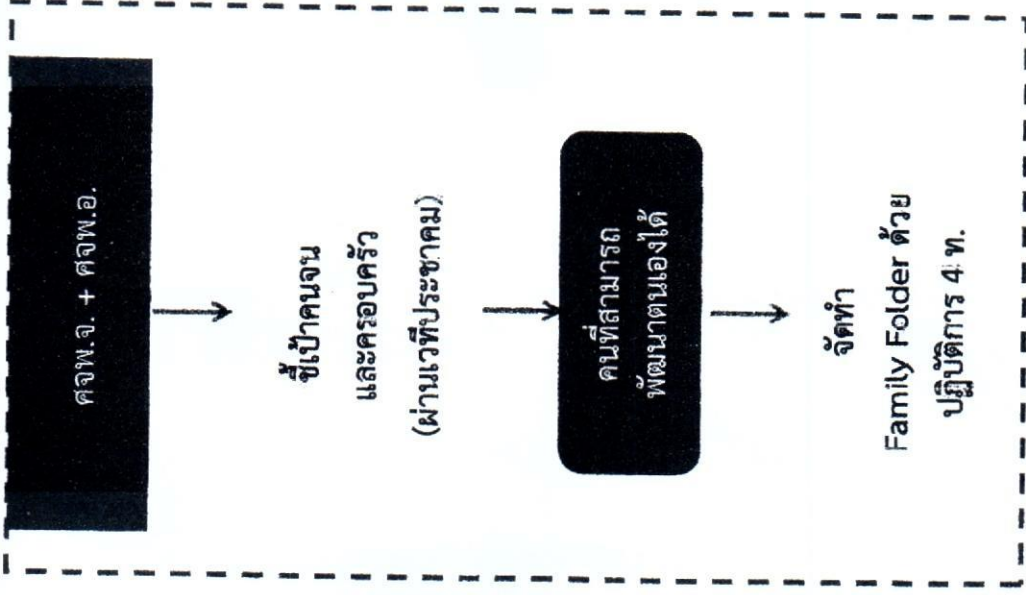 ศจพ.จ. + ศจพ.อ.
ชี้เป้าคนจน
และครอบครัว
(ผ่านเวทีประชาคม)
คนที่สามารถ
พัฒนาตนเองได้
จัดทำ
Family Folder ด้วย
ปฏิบัติการ 4 ท.